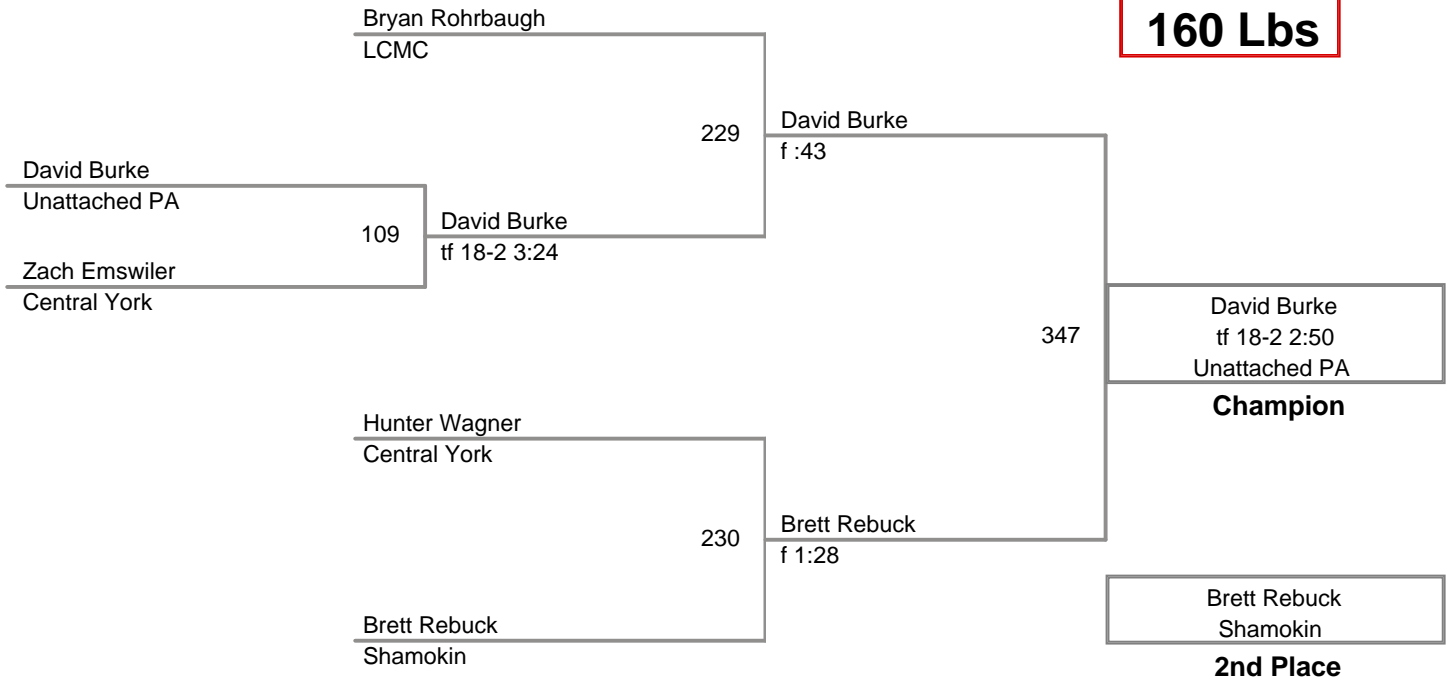 Bryan Rohrbaugh
LCMC
160 Lbs
229
David Burke
f :43
David Burke
Unattached PA
109
David Burke
tf 18-2 3:24
Zach Emswiler
Central York
347
David Burke
tf 18-2 2:50
Unattached PA
Champion
Hunter Wagner
Central York
230
Brett Rebuck
f 1:28
Brett Rebuck
Shamokin
Brett Rebuck
Shamokin
2nd Place